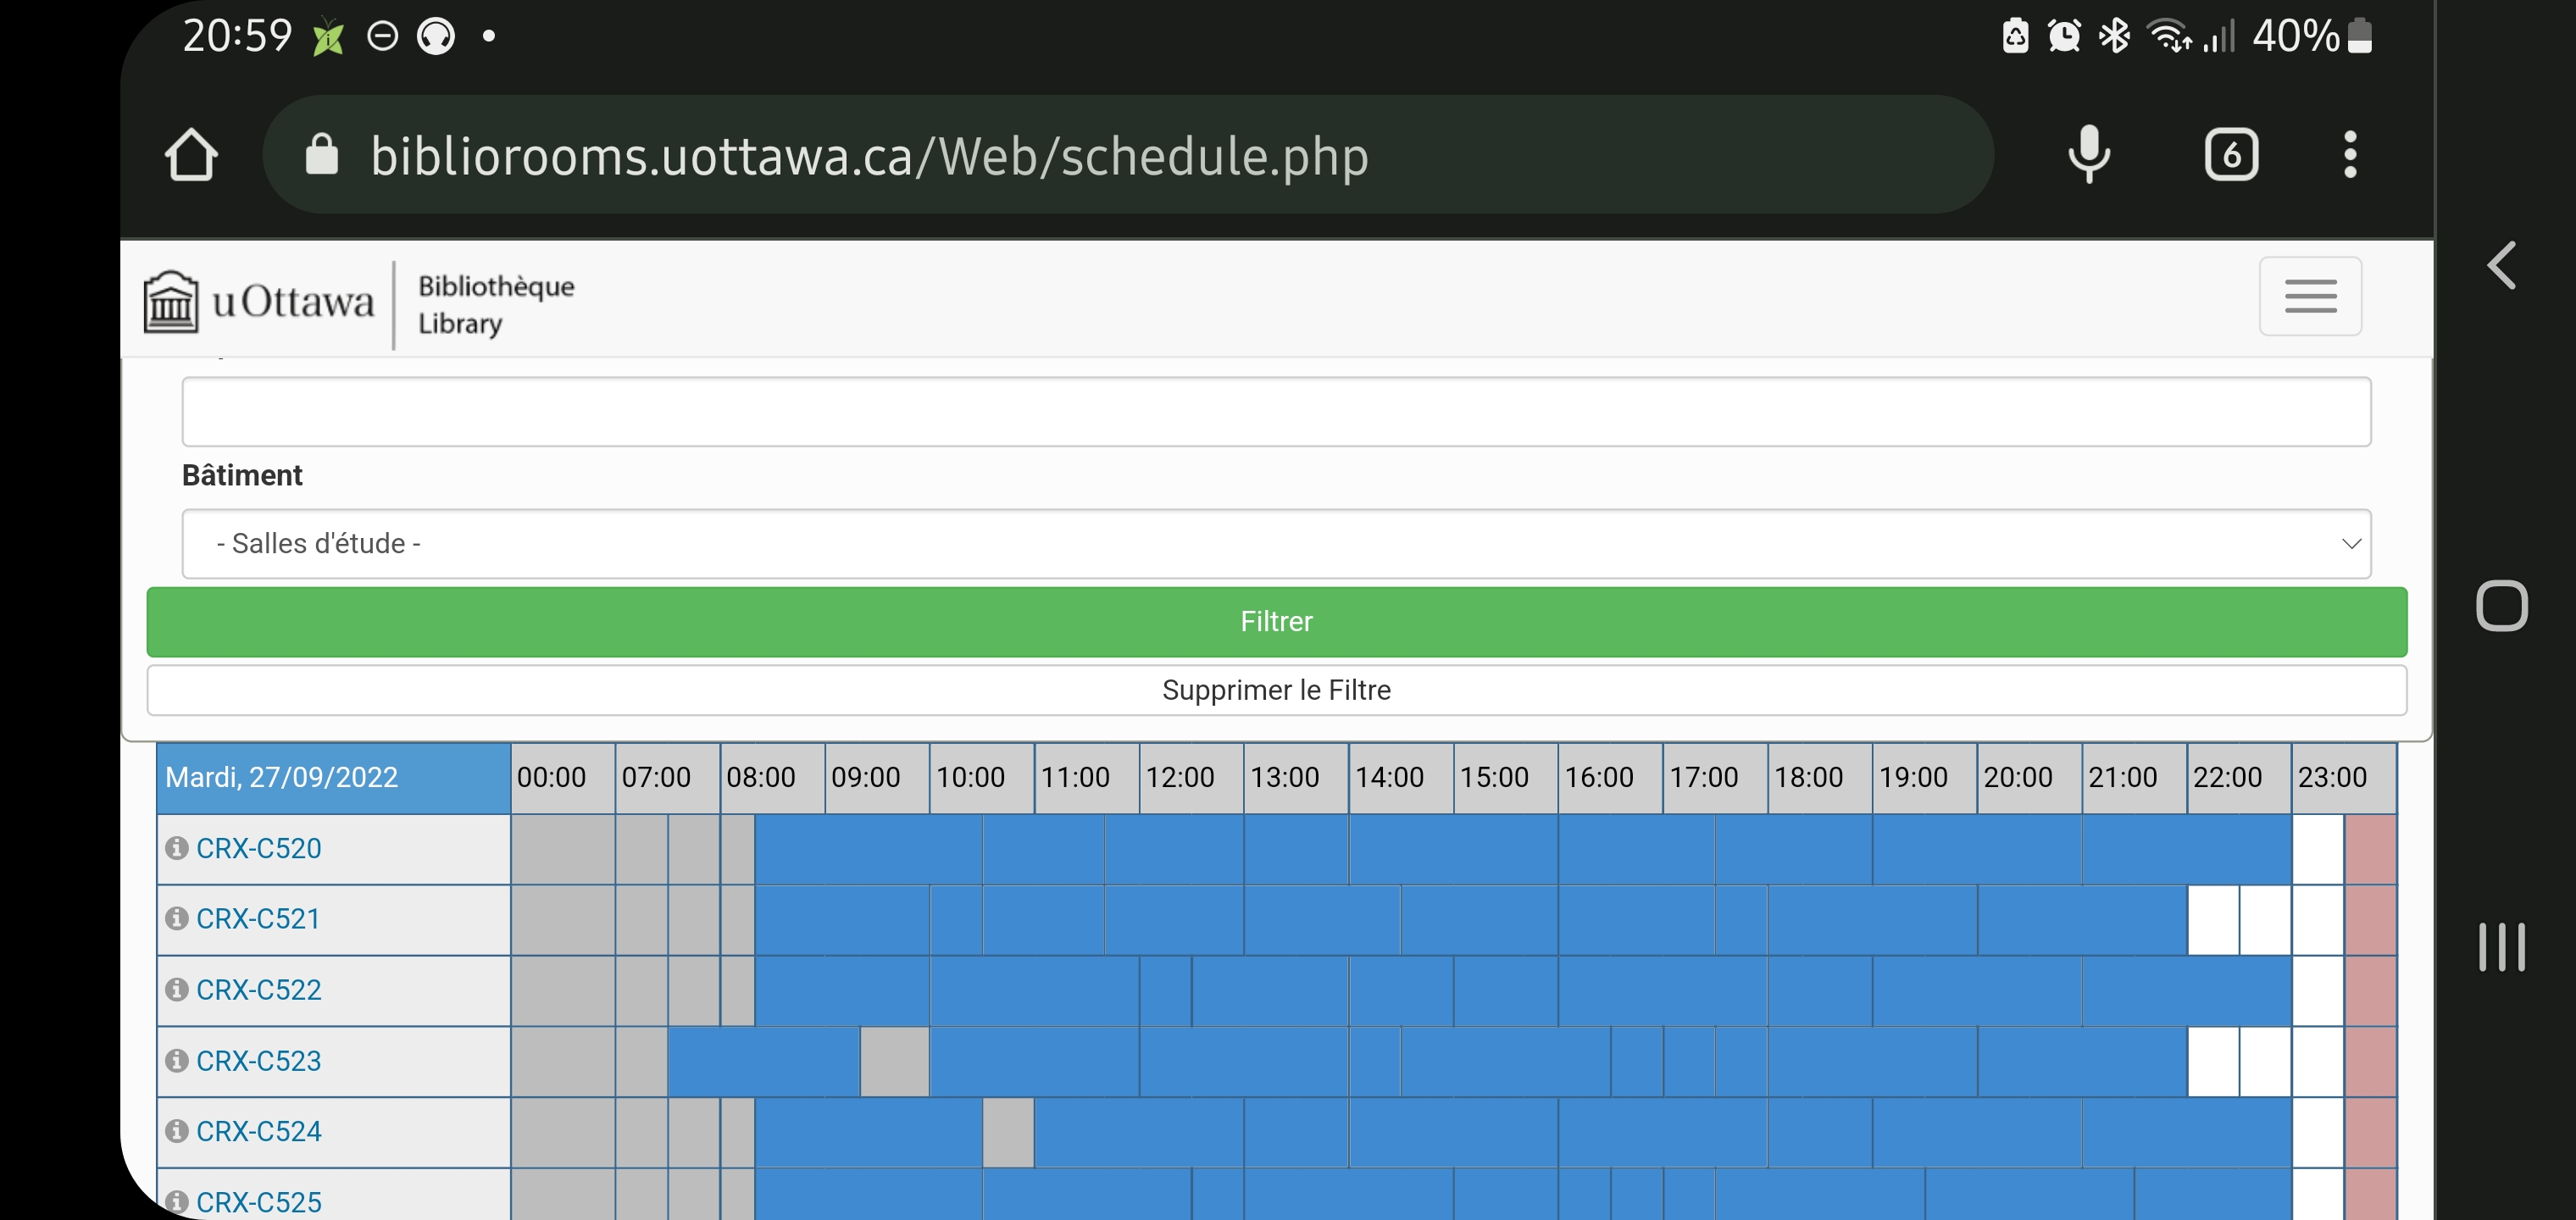 20:59 40%
bibliorooms.uottawa.ca/Web/schedule.php 6
uOttawa Bibliothèque
Library
Bâtiment
- Salles d'étude -
Filtrer
Supprimer le Filtre
Mardi, 27/09/2022 00:00 07:00 08:00 09:00 10:00 11:00 12:00 13:00 14:00 15:00 16:00 17:00 18:00 19:00 20:00 21:00 22:00 23:00
CRX-C520
CRX-C521
CRX-C522
CRX-C523
CRX-C524
CRX-C525